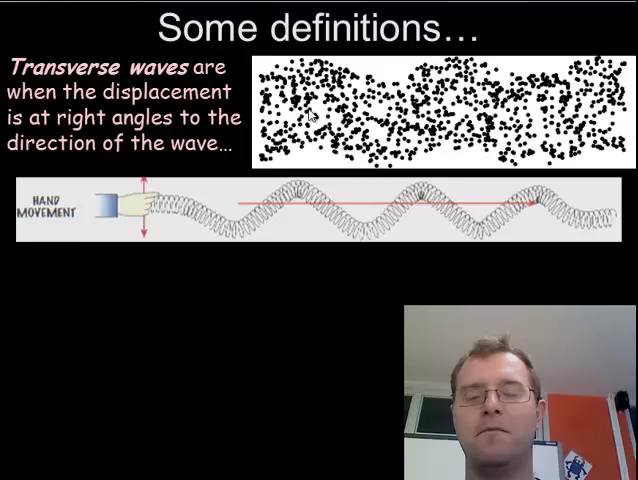 Some definitions…
Transverse waves are
when the displacement
is at right angles to the
direction of the wave…
HAND
MOVEMENT